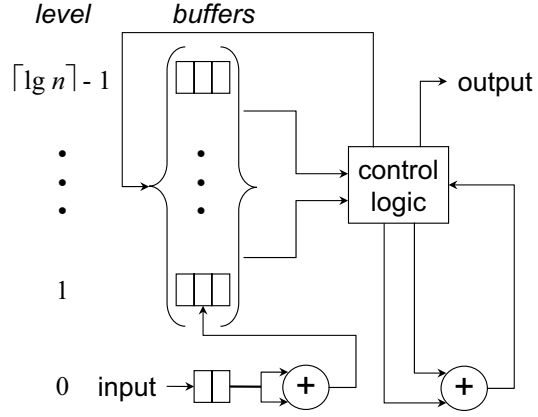 level buffers
⌈lg n⌉ - 1
output
control
logic
1
+
+
0 input